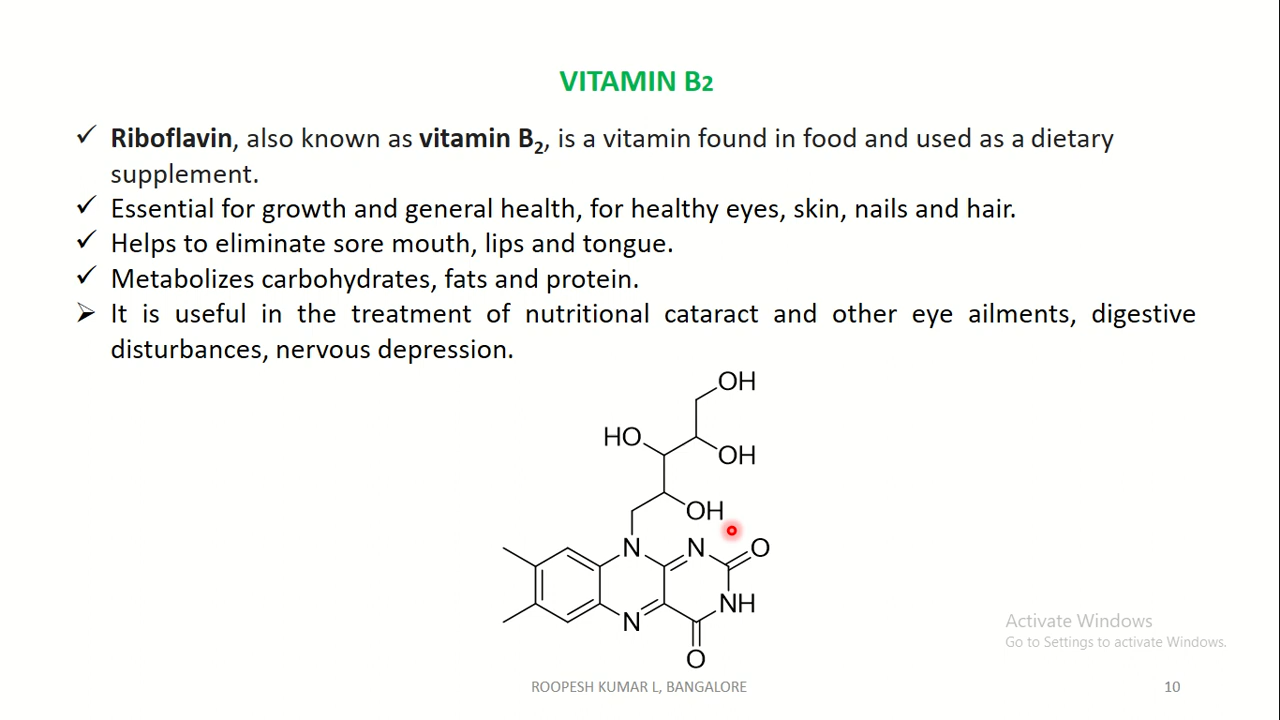 VITAMIN B2
✓ Riboflavin, also known as vitamin B2, is a vitamin found in food and used as a dietary
supplement.
✓ Essential for growth and general health, for healthy eyes, skin, nails and hair.
✓ Helps to eliminate sore mouth, lips and tongue.
✓ Metabolizes carbohydrates, fats and protein.
➢ It is useful in the treatment of nutritional cataract and other eye ailments, digestive
disturbances, nervous depression.
OH
HO
OH
OH
N N O
NH
N
O
Activate Windows
Go to Settings to activate Windows.
ROOPESH KUMAR L, BANGALORE
10